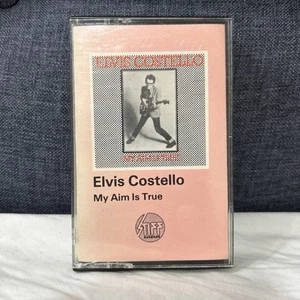 ELVIS COSTELLO
MY AIM IS TRUE
Elvis Costello
My Aim Is True
STIFF